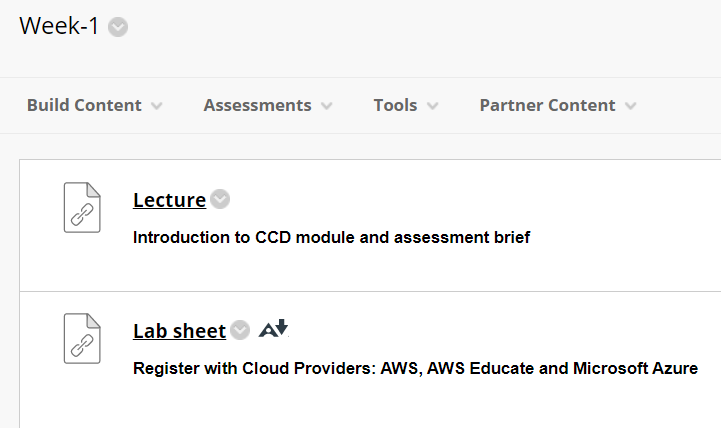 Week-1
Build Content Assessments Tools Partner Content
Lecture
Introduction to CCD module and assessment brief
Lab sheet
Register with Cloud Providers: AWS, AWS Educate and Microsoft Azure